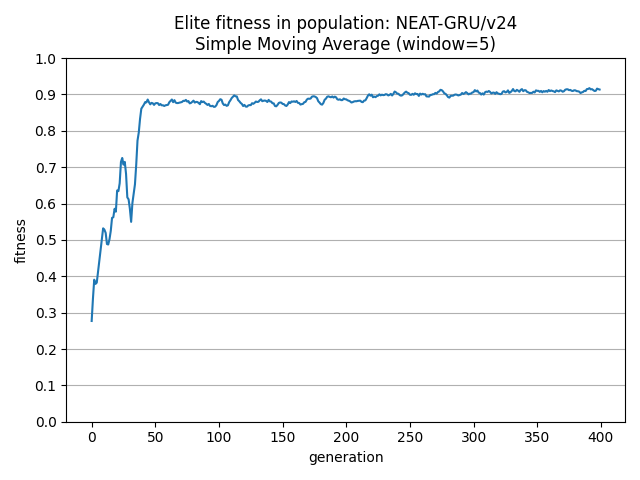 Elite fitness in population: NEAT-GRU/v24
Simple Moving Average (window=5)
1.0
0.9
0.8
0.7
0.6
0.5
0.4
0.3
0.2
0.1
0.0
fitness
0 50 100 150 200 250 300 350 400
generation